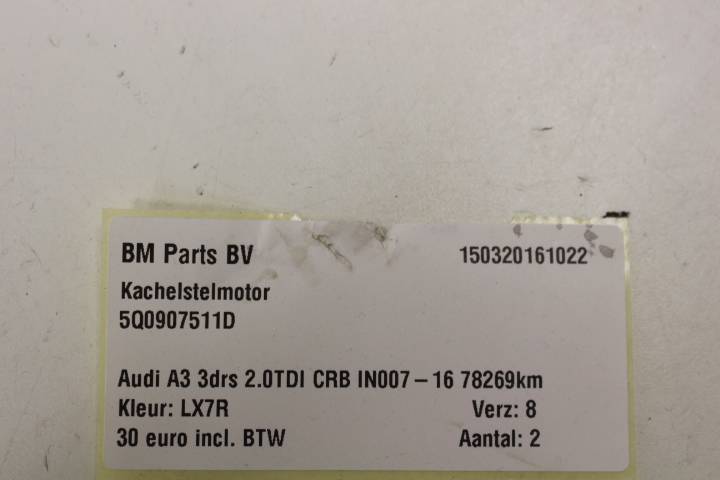 BM Parts BV 150320161022
Kachelstelmotor
5Q0907511D
Audi A3 3drs 2.0TDI CRB IN007 – 16 78269km
Kleur: LX7R Verz: 8
30 euro incl. BTW Aantal: 2